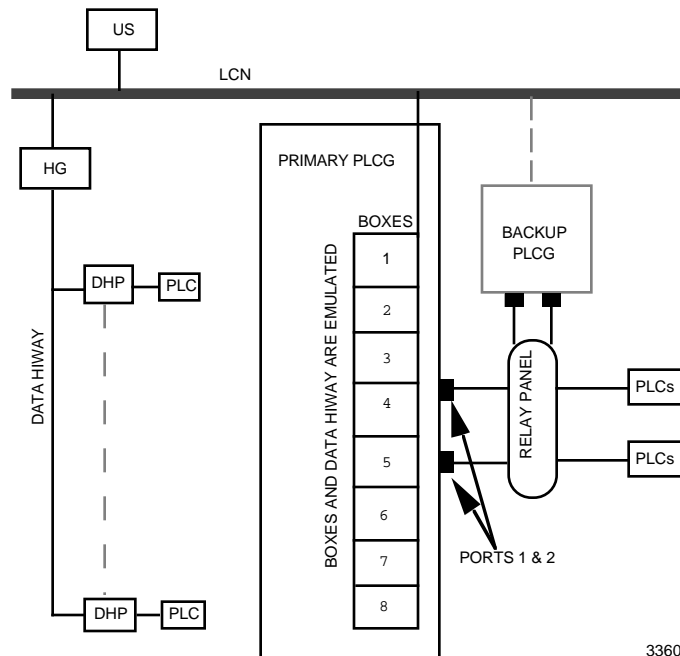 US
LCN
HG
PRIMARY PLCG
BOXES
1
2
3
4
5
6
7
8
BOXES AND DATA HIWAY ARE EMULATED
BACKUP
PLCG
DHP
PLC
DATA HIWAY
RELAY PANEL
PLCs
PLCs
PORTS 1 & 2
DHP
PLC
3360